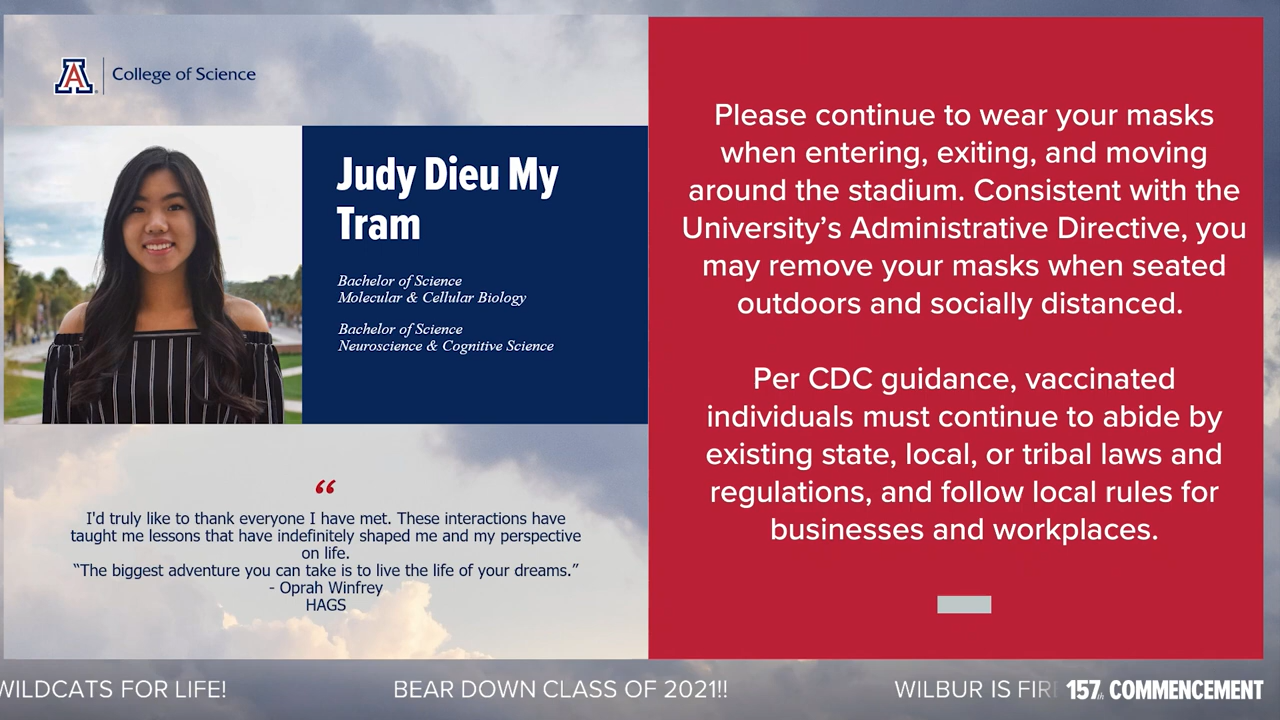 A
College of Science
Judy Dieu My
Tram
Bachelor of Science
Molecular & Cellular Biology
Bachelor of Science
Neuroscience & Cognitive Science
“
I'd truly like to thank everyone I have met. These interactions have
taught me lessons that have indefinitely shaped me and my perspective
on life.
“The biggest adventure you can take is to live the life of your dreams.”
- Oprah Winfrey
HAGS
Please continue to wear your masks
when entering, exiting, and moving
around the stadium. Consistent with the
University’s Administrative Directive, you
may remove your masks when seated
outdoors and socially distanced.
Per CDC guidance, vaccinated
individuals must continue to abide by
existing state, local, or tribal laws and
regulations, and follow local rules for
businesses and workplaces.
WILDCATS FOR LIFE!
BEAR DOWN CLASS OF 2021!!
WILBUR IS FIR
157th COMMENCEMENT